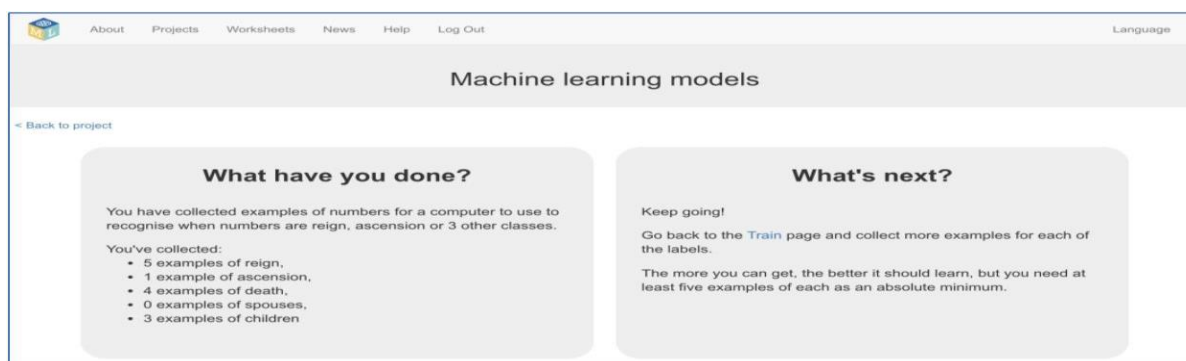 About Projects Worksheets News Help Log Out Language
Machine learning models
< Back to project
What have you done?
You have collected examples of numbers for a computer to use to
recognise when numbers are reign, ascension or 3 other classes.
You've collected:
• 5 examples of reign,
• 1 example of ascension,
• 4 examples of death,
• 0 examples of spouses,
• 3 examples of children
What's next?
Keep going!
Go back to the Train page and collect more examples for each of
the labels.
The more you can get, the better it should learn, but you need at
least five examples of each as an absolute minimum.